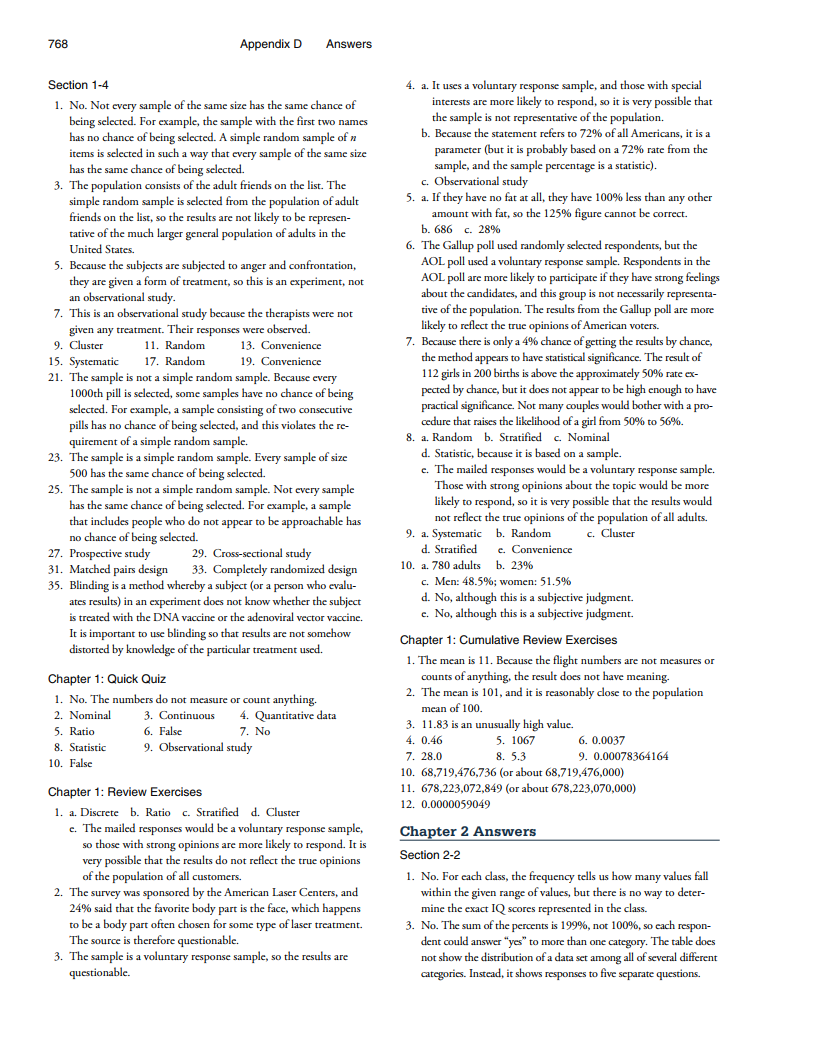 768 Appendix D Answers
Section 1-4
1. No. Not every sample of the same size has the same chance of
being selected. For example, the sample with the first two names
has no chance of being selected. A simple random sample of n
items is selected in such a way that every sample of the same size
has the same chance of being selected.
3. The population consists of the adult friends on the list. The
simple random sample is selected from the population of adult
friends on the list, so the results are not likely to be represen-
tative of the much larger general population of adults in the
United States.
5. Because the subjects are subjected to anger and confrontation,
they are given a form of treatment, so this is an experiment, not
an observational study.
7. This is an observational study because the therapists were not
given any treatment. Their responses were observed.
9. Cluster 11. Random 13. Convenience
15. Systematic 17. Random 19. Convenience
21. The sample is not a simple random sample. Because every
1000th pill is selected, some samples have no chance of being
selected. For example, a sample consisting of two consecutive
pills has no chance of being selected, and this violates the re-
quirement of a simple random sample.
23. The sample is a simple random sample. Every sample of size
500 has the same chance of being selected.
25. The sample is not a simple random sample. Not every sample
has the same chance of being selected. For example, a sample
that includes people who do not appear to be approachable has
no chance of being selected.
27. Prospective study 29. Cross-sectional study
31. Matched pairs design 33. Completely randomized design
35. Blinding is a method whereby a subject (or a person who evalu-
ates results) in an experiment does not know whether the subject
is treated with the DNA vaccine or the adenoviral vector vaccine.
It is important to use blinding so that results are not somehow
distorted by knowledge of the particular treatment used.
Chapter 1: Quick Quiz
1. No. The numbers do not measure or count anything.
2. Nominal 3. Continuous 4. Quantitative data
5. Ratio 6. False 7. No
8. Statistic 9. Observational study
10. False
Chapter 1: Review Exercises
1. a. Discrete b. Ratio c. Stratified d. Cluster
e. The mailed responses would be a voluntary response sample,
so those with strong opinions are more likely to respond. It is
very possible that the results do not reflect the true opinions
of the population of all customers.
2. The survey was sponsored by the American Laser Centers, and
24% said that the favorite body part is the face, which happens
to be a body part often chosen for some type of laser treatment.
The source is therefore questionable.
3. The sample is a voluntary response sample, so the results are
questionable.
4. a. It uses a voluntary response sample, and those with special
interests are more likely to respond, so it is very possible that
the sample is not representative of the population.
b. Because the statement refers to 72% of all Americans, it is a
parameter (but it is probably based on a 72% rate from the
sample, and the sample percentage is a statistic).
c. Observational study
5. a. If they have no fat at all, they have 100% less than any other
amount with fat, so the 125% figure cannot be correct.
b. 686 c. 28%
6. The Gallup poll used randomly selected respondents, but the
AOL poll used a voluntary response sample. Respondents in the
AOL poll are more likely to participate if they have strong feelings
about the candidates, and this group is not necessarily representa-
tive of the population. The results from the Gallup poll are more
likely to reflect the true opinions of American voters.
7. Because there is only a 4% chance of getting the results by chance,
the method appears to have statistical significance. The result of
112 girls in 200 births is above the approximately 50% rate ex-
pected by chance, but it does not appear to be high enough to have
practical significance. Not many couples would bother with a pro-
cedure that raises the likelihood of a girl from 50% to 56%.
8. a. Random b. Stratified c. Nominal
d. Statistic, because it is based on a sample.
e. The mailed responses would be a voluntary response sample.
Those with strong opinions about the topic would be more
likely to respond, so it is very possible that the results would
not reflect the true opinions of the population of all adults.
9. a. Systematic b. Random c. Cluster
d. Stratified e. Convenience
10. a. 780 adults b. 23%
c. Men: 48.5%; women: 51.5%
d. No, although this is a subjective judgment.
e. No, although this is a subjective judgment.
Chapter 1: Cumulative Review Exercises
1. The mean is 11. Because the flight numbers are not measures or
counts of anything, the result does not have meaning.
2. The mean is 101, and it is reasonably close to the population
mean of 100.
3. 11.83 is an unusually high value.
4. 0.46 5. 1067 6. 0.0037
7. 28.0 8. 5.3 9. 0.00078364164
10. 68,719,476,736 (or about 68,719,476,000)
11. 678,223,072,849 (or about 678,223,070,000)
12. 0.0000059049
Chapter 2 Answers
Section 2-2
1. No. For each class, the frequency tells us how many values fall
within the given range of values, but there is no way to deter-
mine the exact IQ scores represented in the class.
3. No. The sum of the percents is 199%, not 100%, so each respon-
dent could answer “yes” to more than one category. The table does
not show the distribution of a data set among all of several different
categories. Instead, it shows responses to five separate questions.